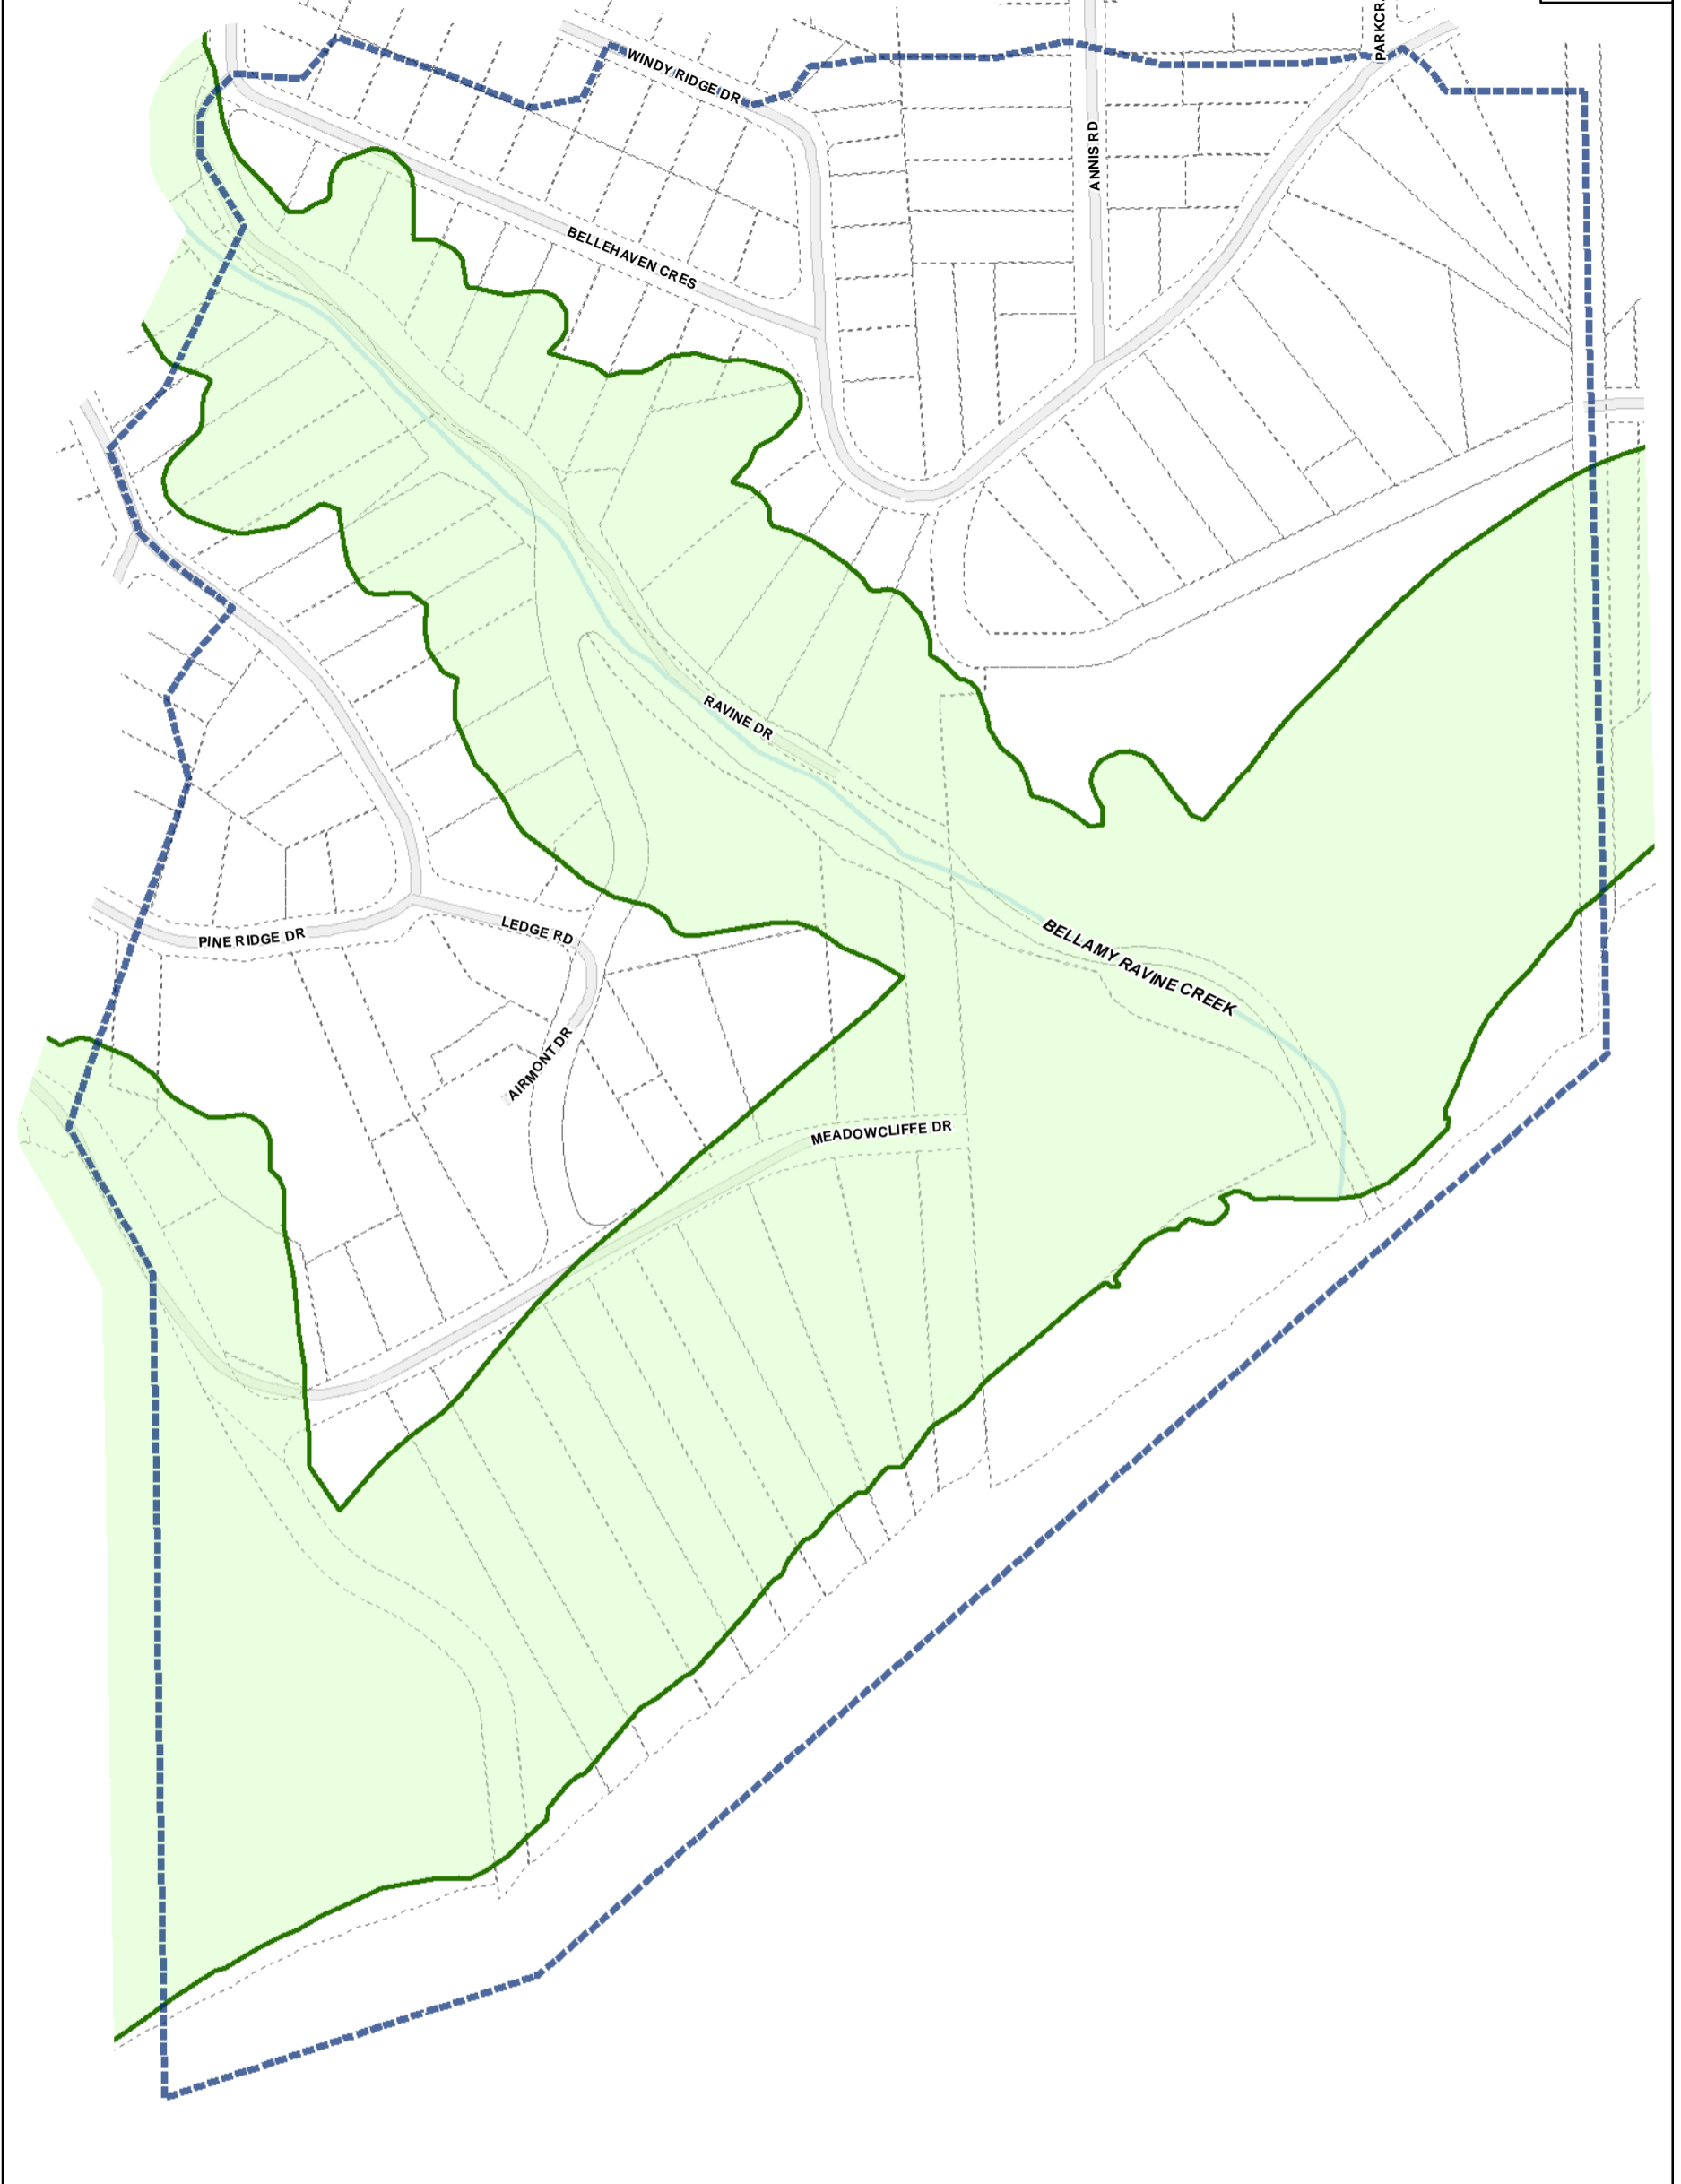 PARKCR
WINDY RIDGE DR
ANNIS RD
BELLEHAVEN CRES
RAVINE DR
LEDGE RD
PINE RIDGE DR
BELLAMY RAVINE CREEK
AIRMONT DR
MEADOWCLIFFE DR